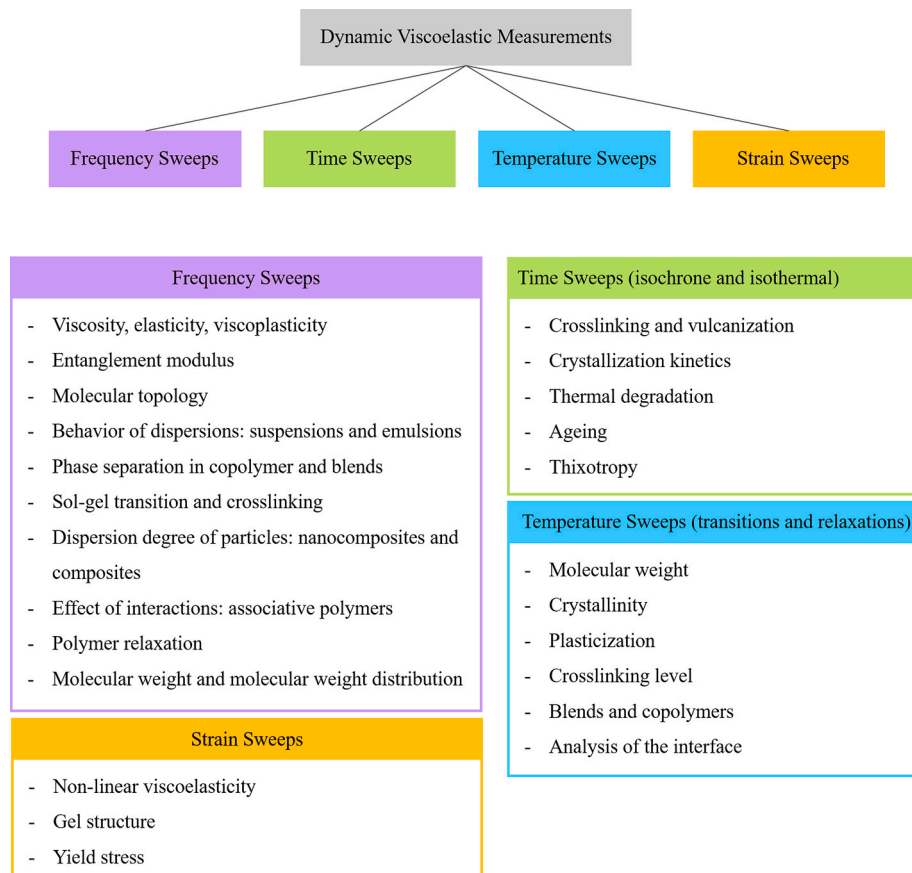 Dynamic Viscoelastic Measurements
Frequency Sweeps
Time Sweeps
Temperature Sweeps
Strain Sweeps
Frequency Sweeps
- Viscosity, elasticity, viscoplasticity
- Entanglement modulus
- Molecular topology
- Behavior of dispersions: suspensions and emulsions
- Phase separation in copolymer and blends
- Sol-gel transition and crosslinking
- Dispersion degree of particles: nanocomposites and
composites
- Effect of interactions: associative polymers
- Polymer relaxation
- Molecular weight and molecular weight distribution
Strain Sweeps
- Non-linear viscoelasticity
- Gel structure
- Yield stress
Time Sweeps (isochrone and isothermal)
- Crosslinking and vulcanization
- Crystallization kinetics
- Thermal degradation
- Ageing
- Thixotropy
Temperature Sweeps (transitions and relaxations)
- Molecular weight
- Crystallinity
- Plasticization
- Crosslinking level
- Blends and copolymers
- Analysis of the interface